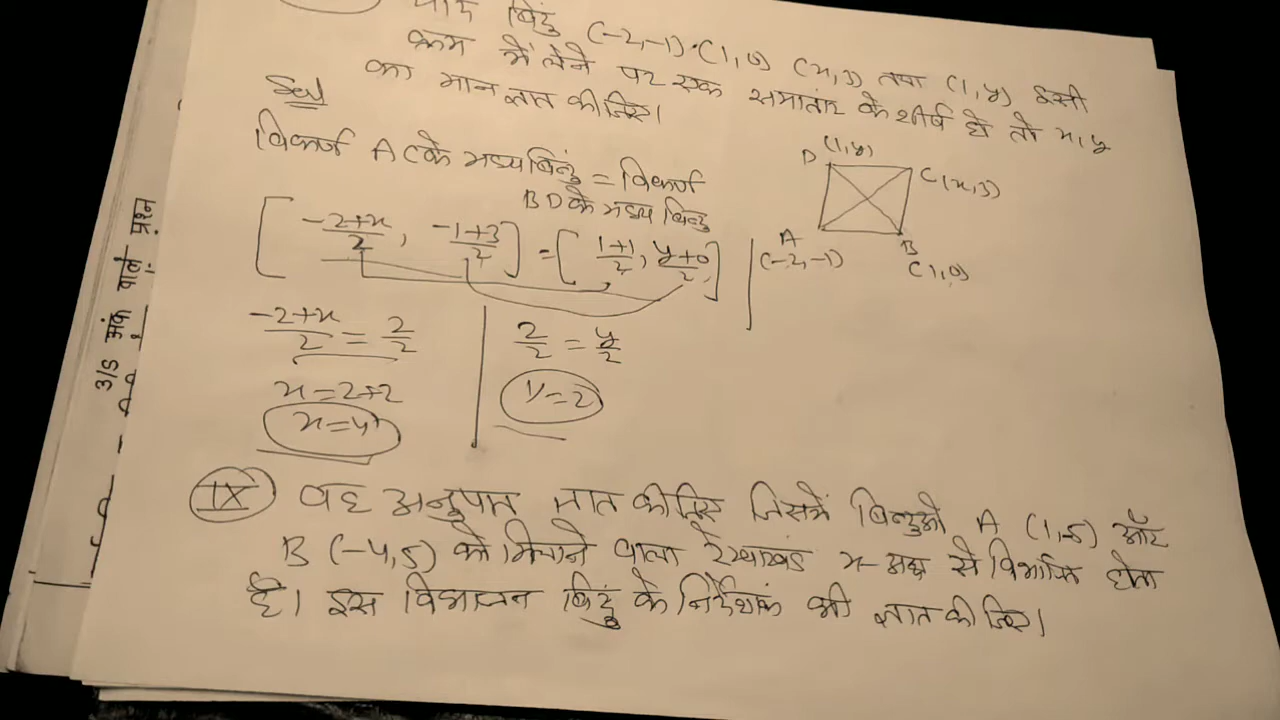 यदि बिंदु (-2,-1), (1,0) (x,3) तथा (1,y) इसी
क्रम में लेने पर एक समांतर के शीर्ष हो तो x,y
का मान ज्ञात कीजिए।
Sol
विकर्ण AC के मध्य बिंदु = विकर्ण
BD के मध्य बिन्दु
[-2+x/2, -1+3/2] = [1+1/2, y+0/2]
D (1,y)
C(x,3)
A
(-2,-1)
B
(1,0)
-2+x/2 = 2/2
x=2+2
x=4
2/2 = y/2
y=2
IX वह अनुपात ज्ञात कीजिए जिसमें बिन्दुओ A (1,-5) और
B (-4,5) को मिलाने वाला रेखाखंड x-अक्ष से विभाजित होता
है। इस विभाजन बिंदु के निर्देशांक भी ज्ञात कीजिए।
3/5 अंक वाले प्रश्न